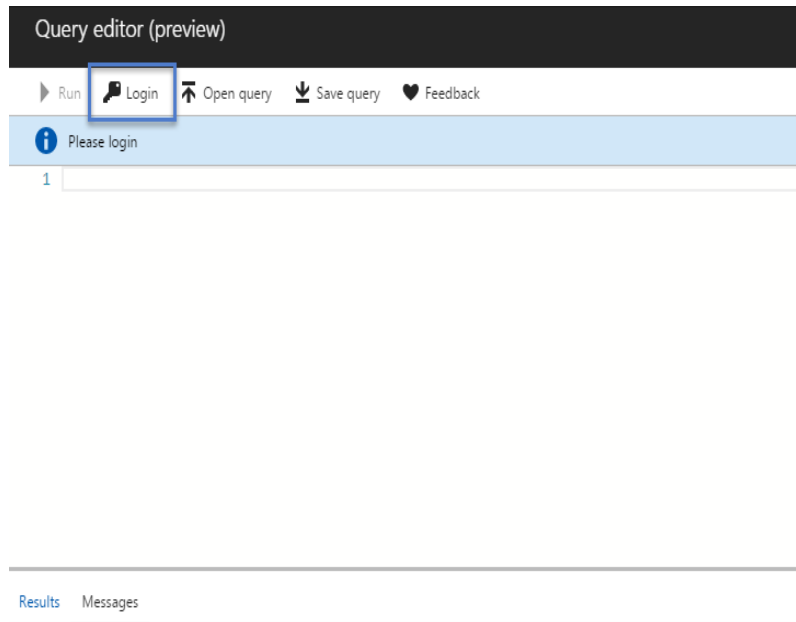 Query editor (preview)
Run Login Open query Save query Feedback
Please login
1
Results Messages